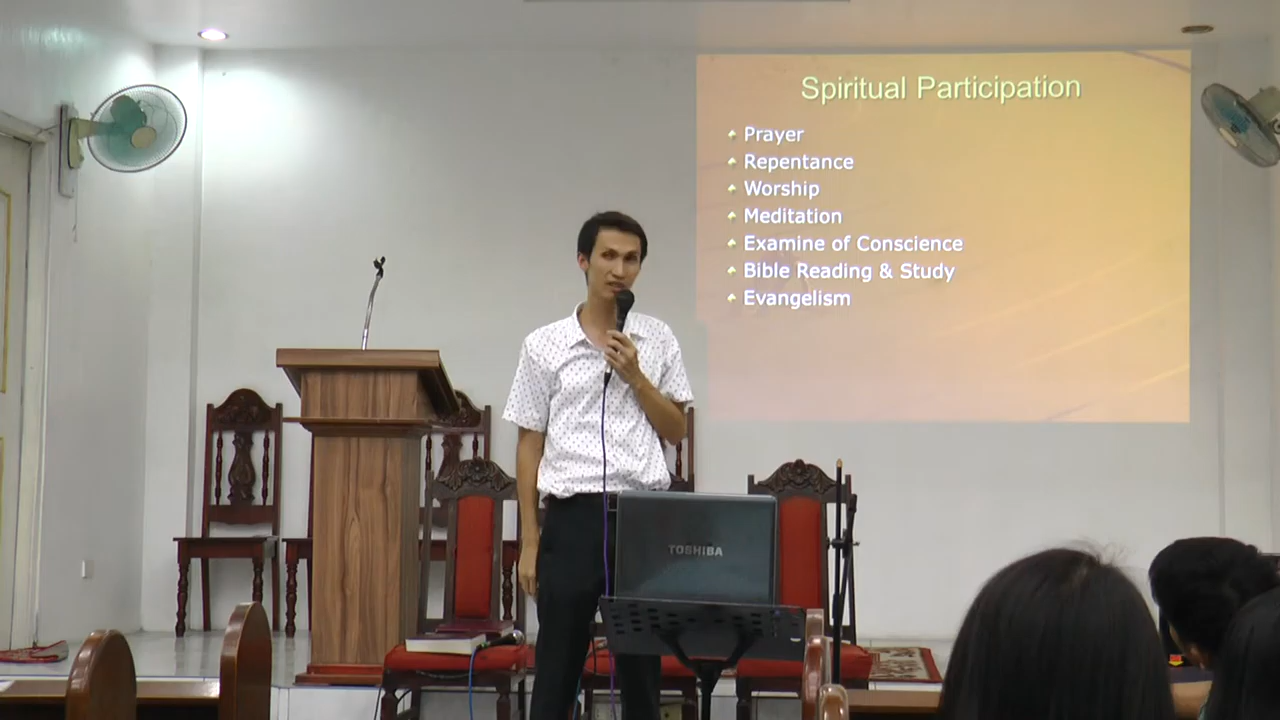 Spiritual Participation
Prayer
Repentance
Worship
Meditation
Examine of Conscience
Bible Reading & Study
Evangelism
TOSHIBA